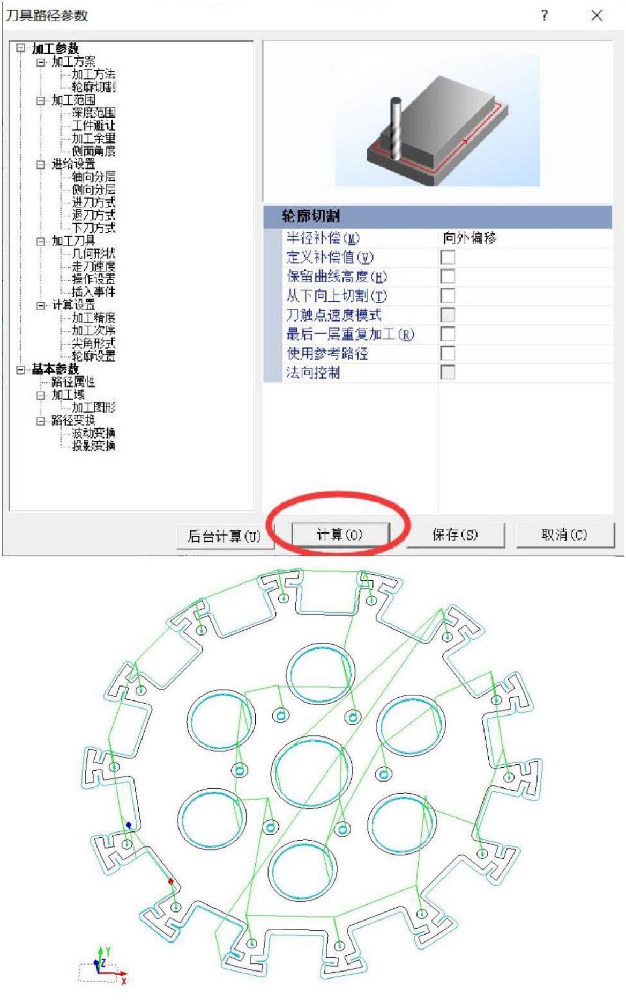 刀具路径参数
?
加工参数
加工方案
加工方法
轮廓切割
加工范围
深度范围
工件避让
加工余量
侧面角度
进给设置
轴向分层
侧向分层
进刀方式
退刀方式
下刀方式
加工刀具
几何形状
走刀速度
操作设置
插入事件
计算设置
加工精度
加工次序
尖角形式
轮廓设置
基本参数
路径属性
加工域
加工图形
路径变换
波动变换
投影变换
轮廓切割
半径补偿(M) 向外偏移
定义补偿值(V)
保留曲线高度(H)
从下向上切割(T)
刀触点速度模式
最后一层重复加工(R)
使用参考路径
法向控制
后台计算(U) 计算(O) 保存(S) 取消(C)
Y
Z
X